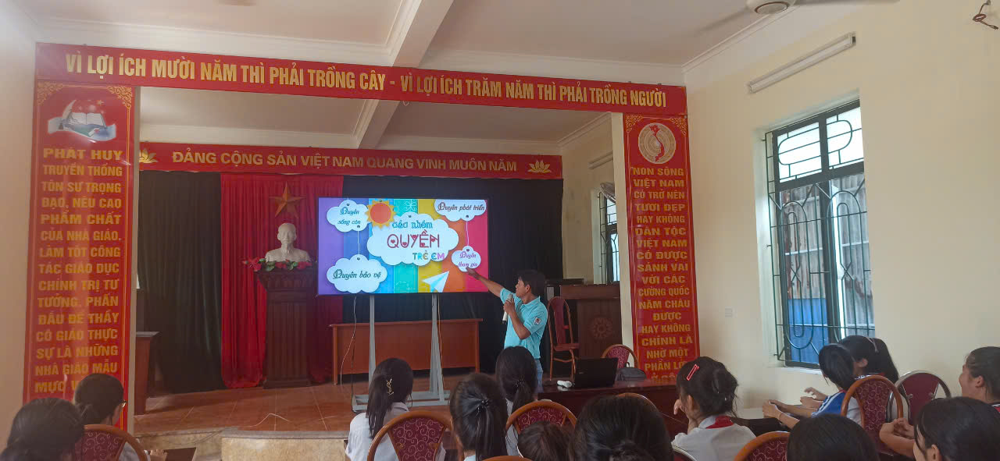 VÌ LỢI ÍCH MƯỜI NĂM THÌ PHẢI TRỒNG CÂY - VÌ LỢI ÍCH TRĂM NĂM THÌ PHẢI TRỒNG NGƯỜI
ĐẢNG CỘNG SẢN VIỆT NAM QUANG VINH MUÔN NĂM
PHÁT HUY
TRUYỀN THỐNG
TÔN SƯ TRỌNG
ĐẠO, NÊU CAO
PHẨM CHẤT
CỦA NHÀ GIÁO.
LÀM TỐT CÔNG
TÁC GIÁO DỤC
CHÍNH TRỊ TƯ
TƯỞNG. PHẤN
ĐẤU ĐỂ THẦY
CÔ GIÁO THỰC
SỰ LÀ NHỮNG
NHÀ GIÁO MẪU
MỰC
Quyền
sống còn
các nhóm
QUYỀN
TRẺ EM
Quyền phát triển
Quyền bảo vệ
Quyền
tham gia
NON SÔNG
VIỆT NAM
CÓ TRỞ NÊN
TƯƠI ĐẸP
HAY KHÔNG
DÂN TỘC
VIỆT NAM
CÓ ĐƯỢC
SÁNH VAI
VỚI CÁC
CƯỜNG QUỐC
NĂM CHÂU
ĐƯỢC
HAY KHÔNG
CHÍNH LÀ
NHỜ MỘT
PHẦN LỚN